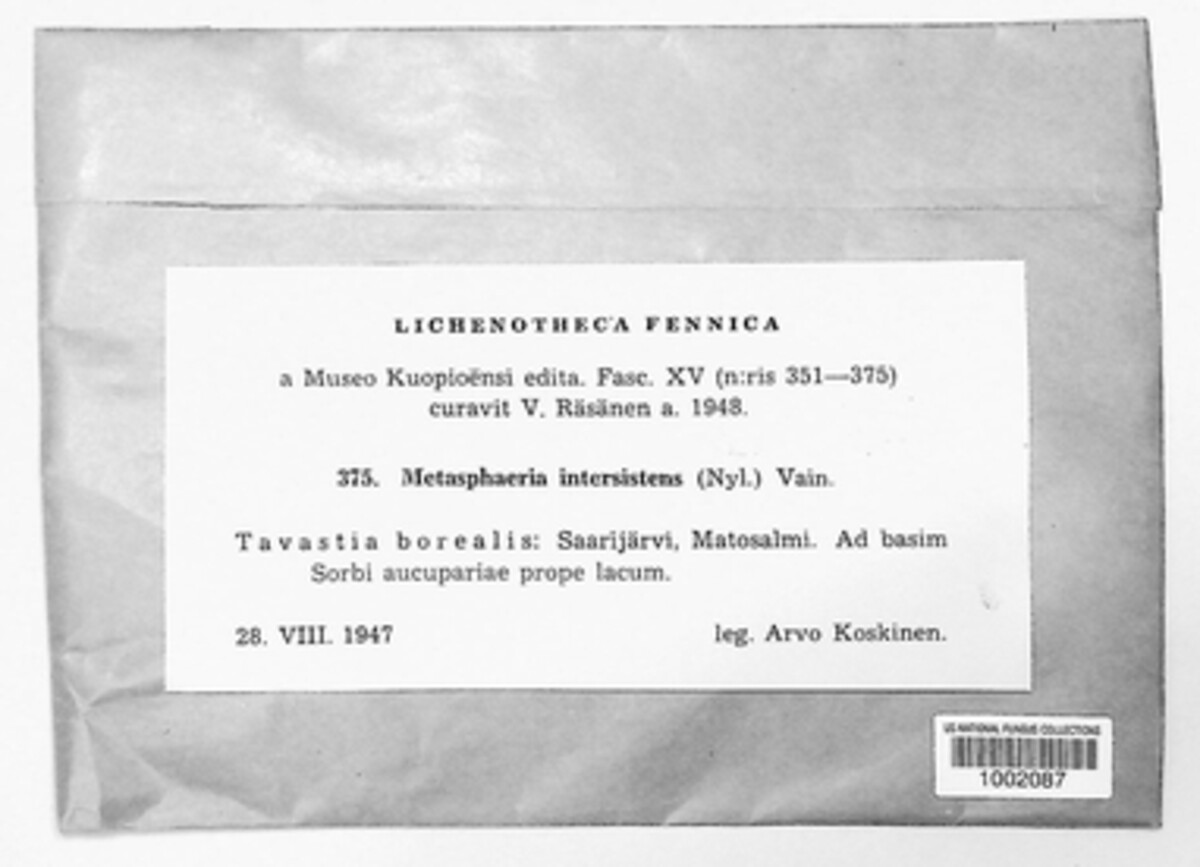 LICHENOTHECA FENNICA
a Museo Kuopioënsi edita. Fasc. XV (n:ris 351—375)
curavit V. Räsänen a. 1948.
375. Metasphaeria intersistens (Nyl.) Vain.
Tavastia borealis: Saarijärvi, Matosalmi. Ad basim
Sorbi aucupariae prope lacum.
28. VIII. 1947 leg. Arvo Koskinen.
US NATIONAL FUNGUS COLLECTIONS
1002087